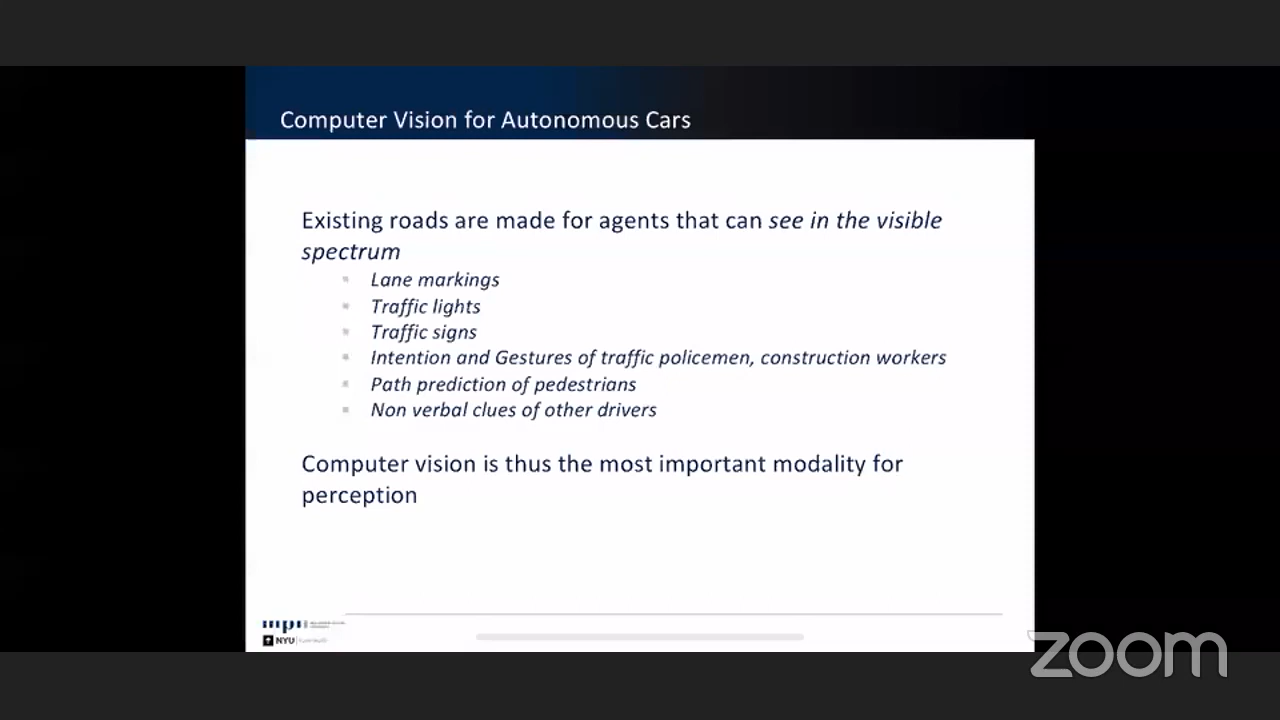 Computer Vision for Autonomous Cars
Existing roads are made for agents that can see in the visible
spectrum
Lane markings
Traffic lights
Traffic signs
Intention and Gestures of traffic policemen, construction workers
Path prediction of pedestrians
Non verbal clues of other drivers
Computer vision is thus the most important modality for
perception
NYU
zoom